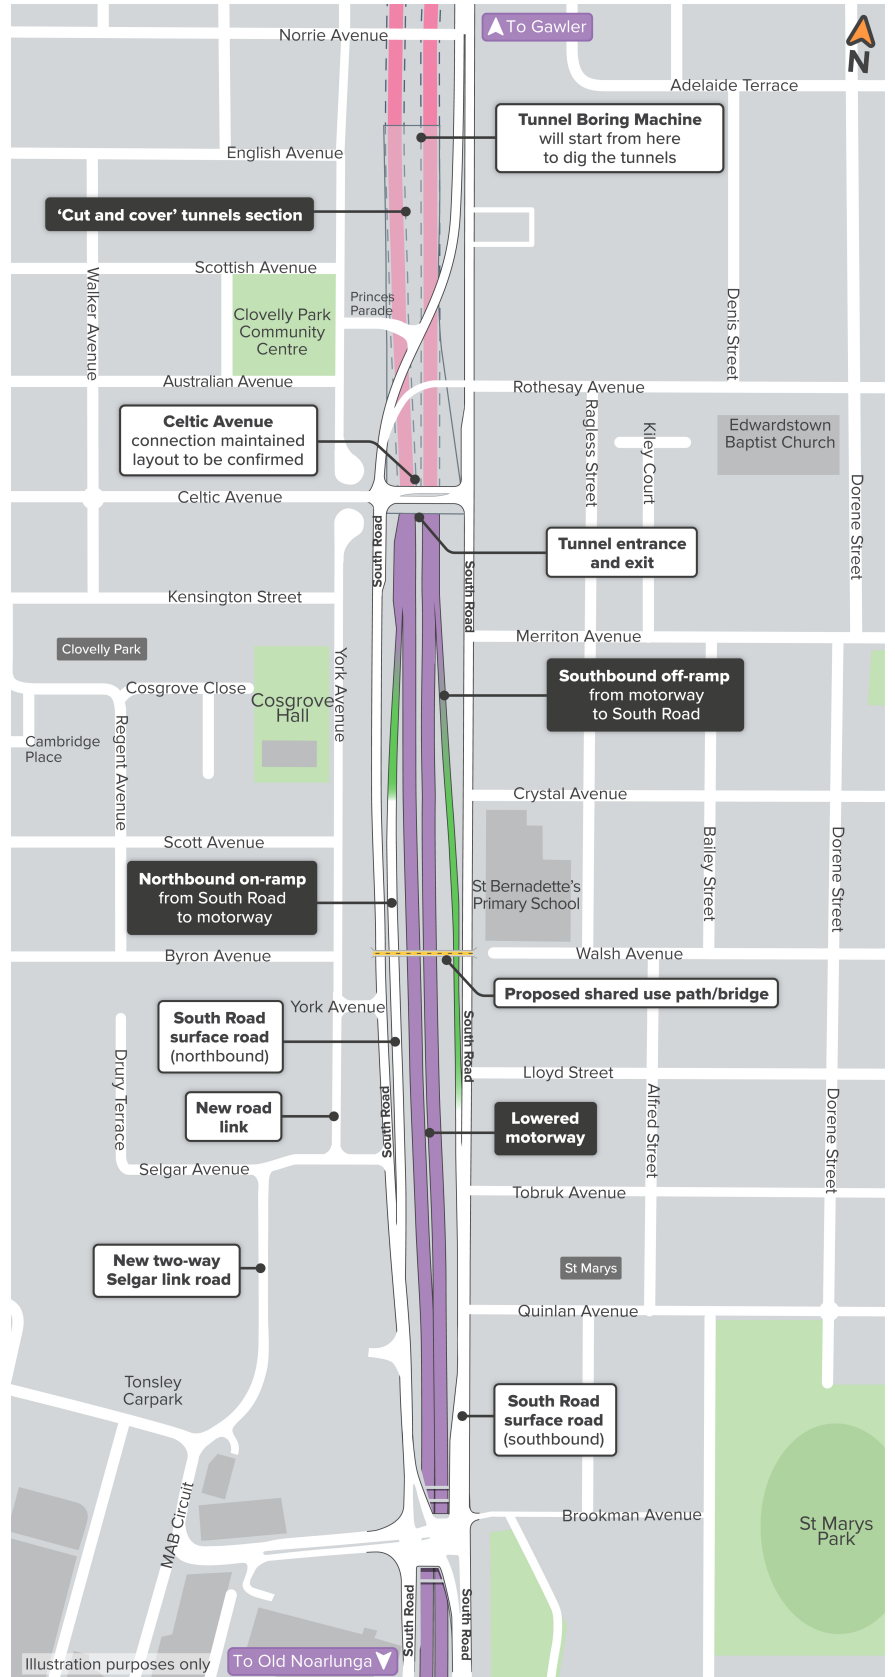 Norrie Avenue
To Gawler
N
Adelaide Terrace
Tunnel Boring Machine
will start from here
to dig the tunnels
English Avenue
‘Cut and cover’ tunnels section
Scottish Avenue
Walker Avenue
Clovelly Park
Community
Centre
Princes
Parade
Denis Street
Australian Avenue
Rothesay Avenue
Celtic Avenue
connection maintained
layout to be confirmed
Ragless Street
Kiley Court
Edwardstown
Baptist Church
Celtic Avenue
Dorene Street
South Road
Tunnel entrance
and exit
South Road
Kensington Street
Merriton Avenue
Clovelly Park
York Avenue
Cosgrove Close
Cosgrove
Hall
Southbound off-ramp
from motorway
to South Road
Cambridge
Place
Regent Avenue
Crystal Avenue
Scott Avenue
Bailey Street
Dorene Street
Northbound on-ramp
from South Road
to motorway
St Bernadette’s
Primary School
Byron Avenue
Walsh Avenue
Proposed shared use path/bridge
York Avenue
South Road
surface road
(northbound)
South Road
Drury Terrace
Lloyd Street
New road
link
South Road
Lowered
motorway
Alfred Street
Dorene Street
Selgar Avenue
Tobruk Avenue
New two-way
Selgar link road
St Marys
Quinlan Avenue
Tonsley
Carpark
South Road
surface road
(southbound)
MAB Circuit
Brookman Avenue
St Marys
Park
South Road
South Road
Illustration purposes only
To Old Noarlunga